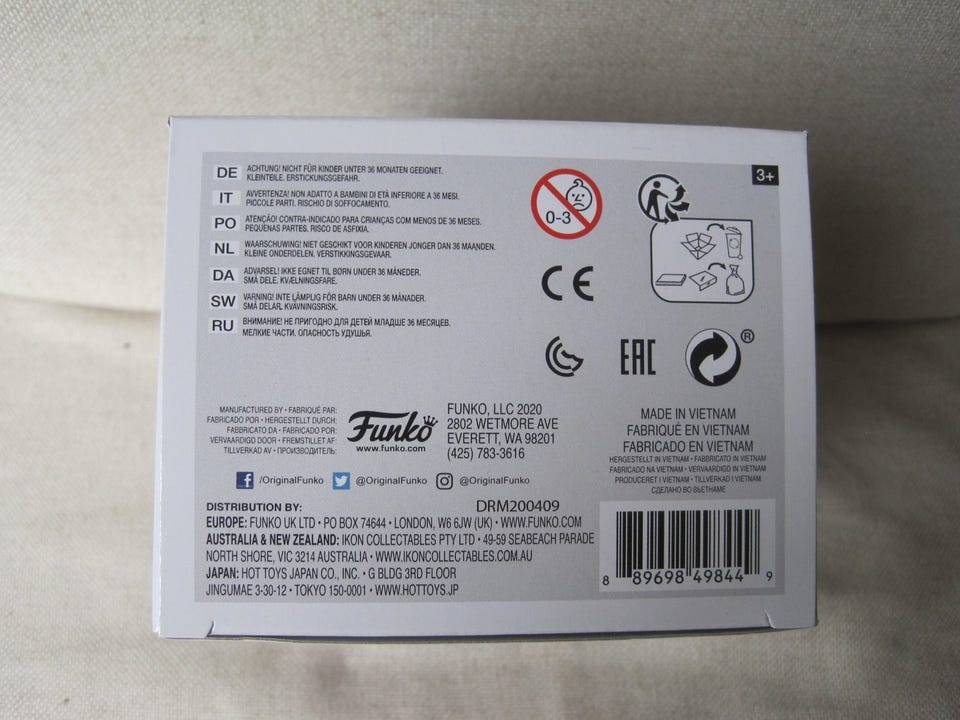 DE ACHTUNG! NICHT FÜR KINDER UNTER 36 MONATEN GEEIGNET.
KLEINTEILE. ERSTICKUNGSGEFAHR.
IT AVVERTENZA! NON ADATTO A BAMBINI DI ETÀ INFERIORE A 36 MESI.
PICCOLE PARTI. RISCHIO DI SOFFOCAMENTO.
PO ATENÇÃO! CONTRA-INDICADO PARA CRIANÇAS COM MENOS DE 36 MESES.
PEQUENAS PARTES. RISCO DE ASFIXIA.
NL WAARSCHUWING! NIET GESCHIKT VOOR KINDEREN JONGER DAN 36 MAANDEN.
KLEINE ONDERDELEN. VERSTIKKINGSGEVAAR.
DA ADVARSEL! IKKE EGNET TIL BØRN UNDER 36 MÅNEDER.
SMÅ DELE. KVÆLNINGSFARE.
SW VARNING! INTE LÄMPLIG FÖR BARN UNDER 36 MÅNADER.
SMÅ DELAR. KVÄVNINGSRISK.
RU ВНИМАНИЕ! НЕ ПРИГОДНО ДЛЯ ДЕТЕЙ МЛАДШЕ 36 МЕСЯЦЕВ.
МЕЛКИЕ ЧАСТИ. ОПАСНОСТЬ УДУШЬЯ.
0-3
3+
CE
EAC
®
MANUFACTURED BY • FABRIQUÉ PAR:
FABRICADO POR • HERGESTELLT DURCH:
FABBRICATO DA • FABRICADO POR:
VERVAARDIGD DOOR • FREMSTILLET AF:
TILLVERKAD AV • ПРОИЗВОДИТЕЛЬ:
Funko
www.funko.com
FUNKO, LLC 2020
2802 WETMORE AVE
EVERETT, WA 98201
(425) 783-3616
MADE IN VIETNAM
FABRIQUÉ EN VIETNAM
FABRICADO EN VIETNAM
HERGESTELLT IN VIETNAM • FABBRICATO IN VIETNAM
FABRICADO NA VIETNAM • VERVAARDIGD IN VIETNAM
PRODUCERET I VIETNAM • TILLVERKAD I VIETNAM
СДЕЛАНО ВО ВЬЕТНАМЕ
/OriginalFunko @OriginalFunko @OriginalFunko
DISTRIBUTION BY: DRM200409
EUROPE: FUNKO UK LTD • PO BOX 74644 • LONDON, W6 6JW (UK) • WWW.FUNKO.COM
AUSTRALIA & NEW ZEALAND: IKON COLLECTABLES PTY LTD • 49-59 SEABEACH PARADE
NORTH SHORE, VIC 3214 AUSTRALIA • WWW.IKONCOLLECTABLES.COM.AU
JAPAN: HOT TOYS JAPAN CO., INC. • G BLDG 3RD FLOOR
JINGUMAE 3-30-12 • TOKYO 150-0001 • WWW.HOTTOYS.JP
8 89698 49844 9